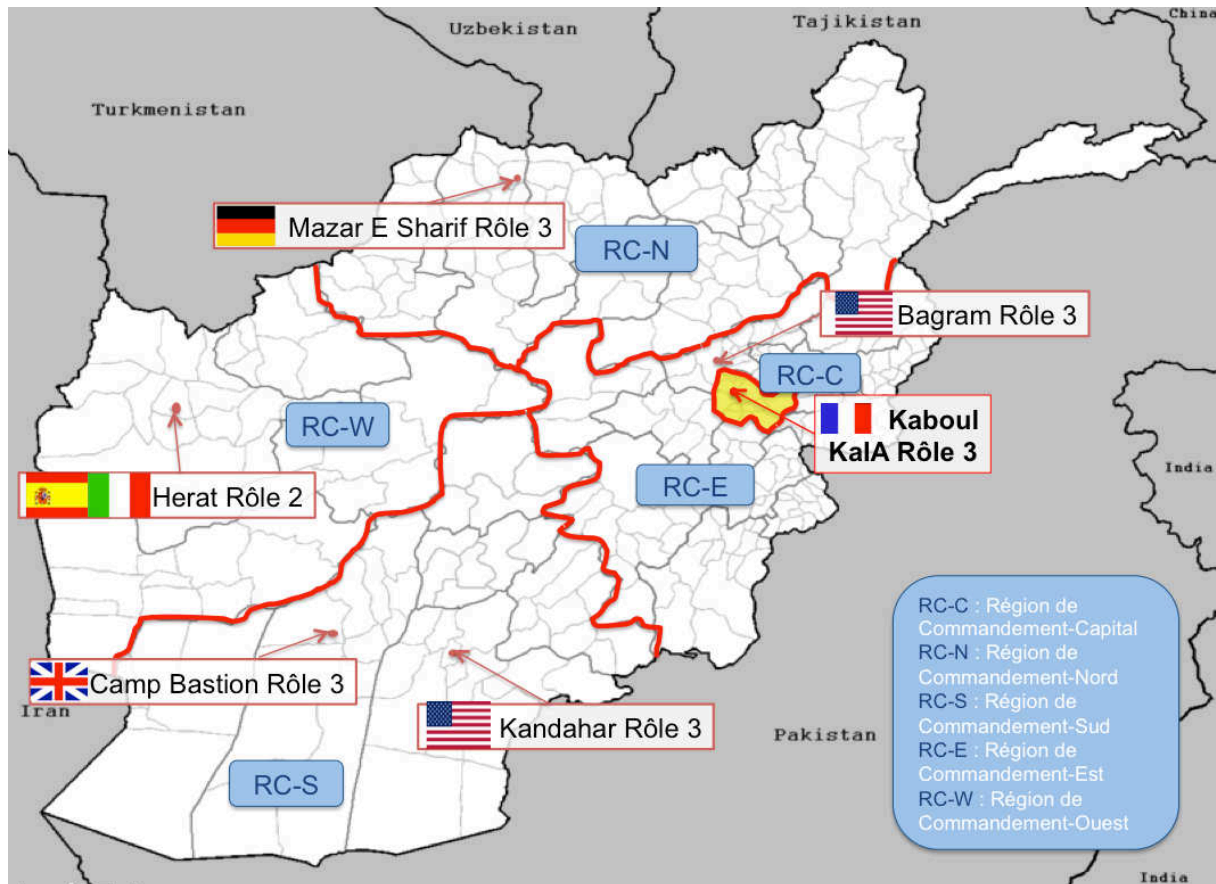 Uzbekistan
Tajikistan
China
Turkmenistan
Mazar E Sharif Rôle 3
RC-N
Bagram Rôle 3
RC-C
Kaboul
KaIA Rôle 3
RC-W
Herat Rôle 2
RC-E
India
Camp Bastion Rôle 3
Iran
Kandahar Rôle 3
Pakistan
RC-S
RC-C : Région de
Commandement-Capital
RC-N : Région de
Commandement-Nord
RC-S : Région de
Commandement-Sud
RC-E : Région de
Commandement-Est
RC-W : Région de
Commandement-Ouest
India